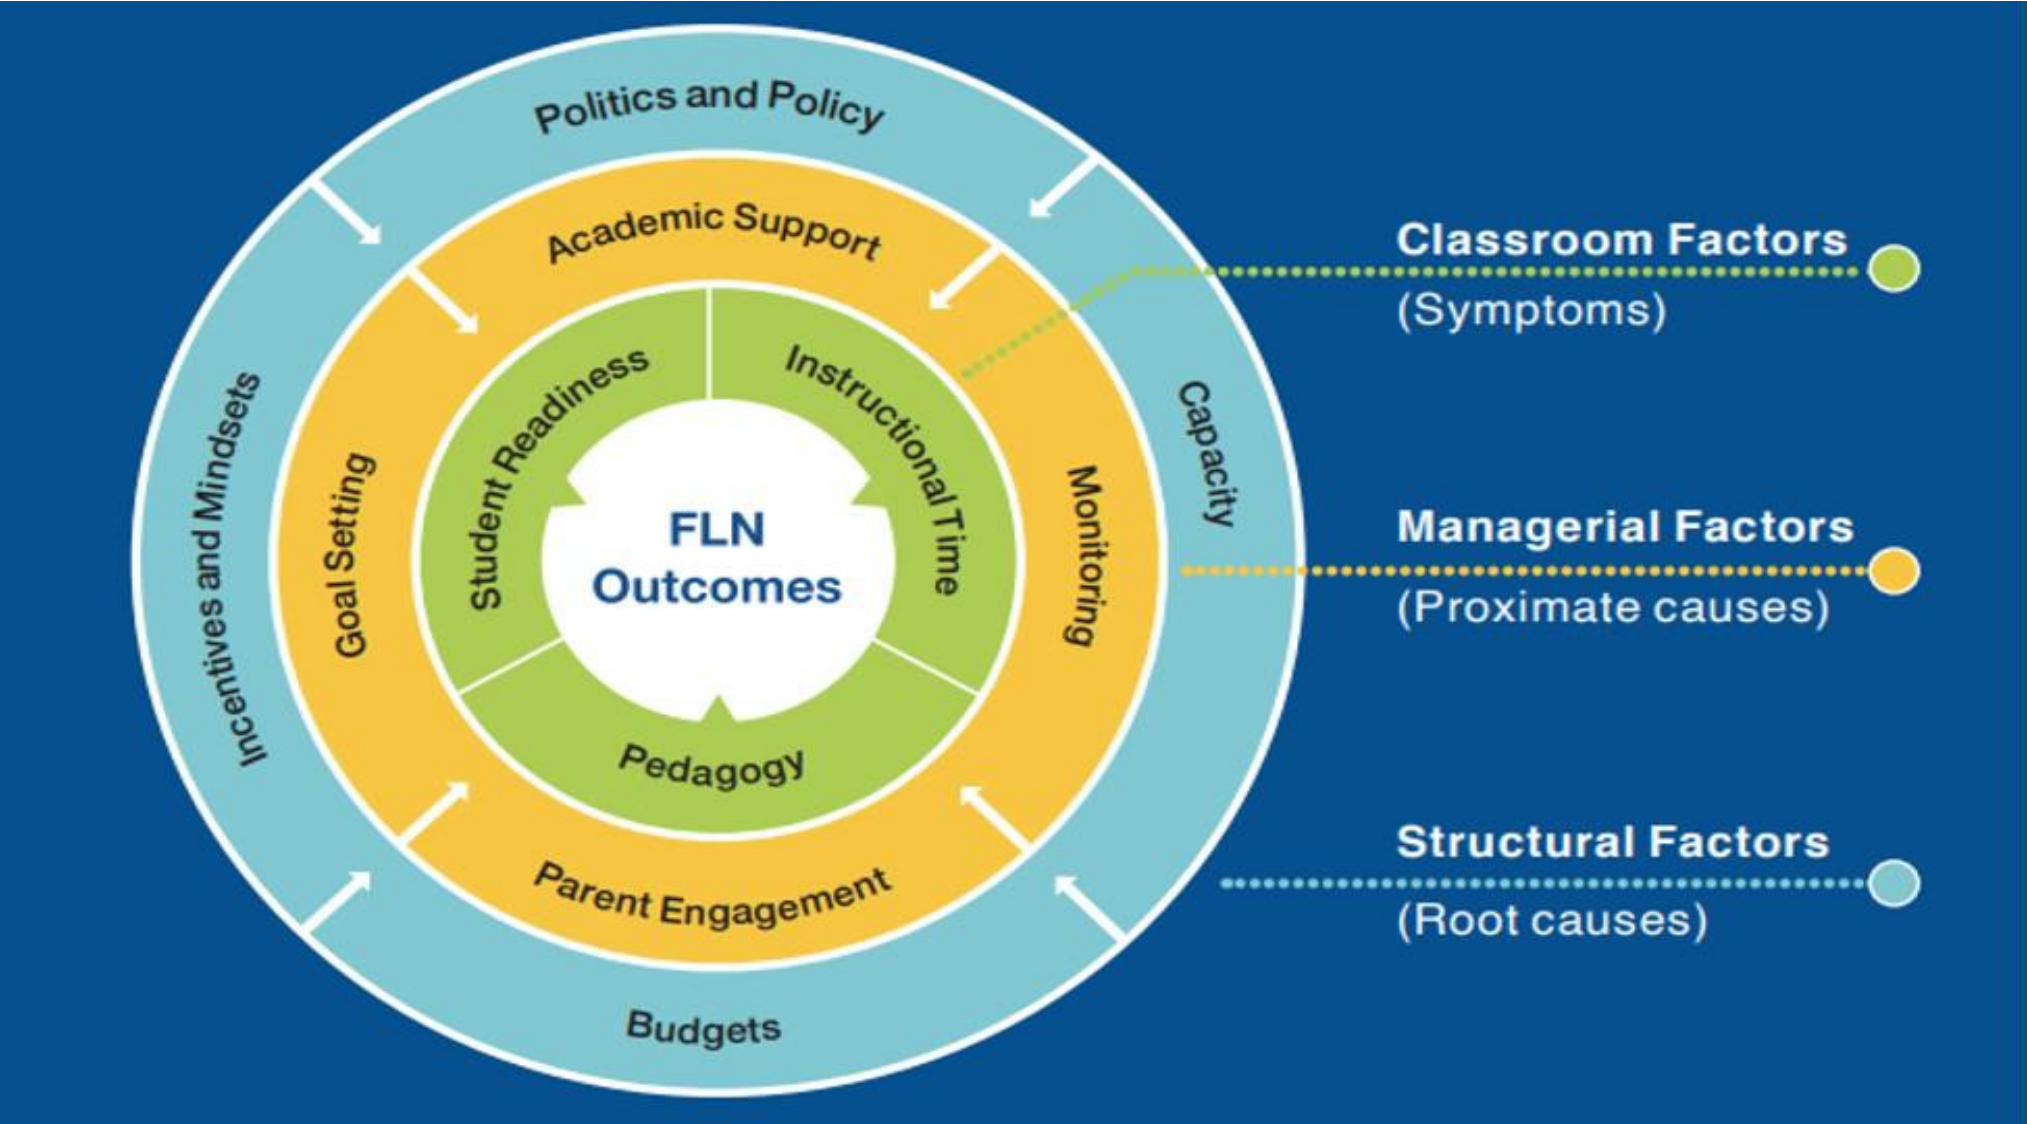 Politics and Policy
Academic Support
Student Readiness
Instructional Time
Incentives and Mindsets
Goal Setting
FLN
Outcomes
Monitoring
Capacity
Pedagogy
Parent Engagement
Budgets
Classroom Factors
(Symptoms)
Managerial Factors
(Proximate causes)
Structural Factors
(Root causes)